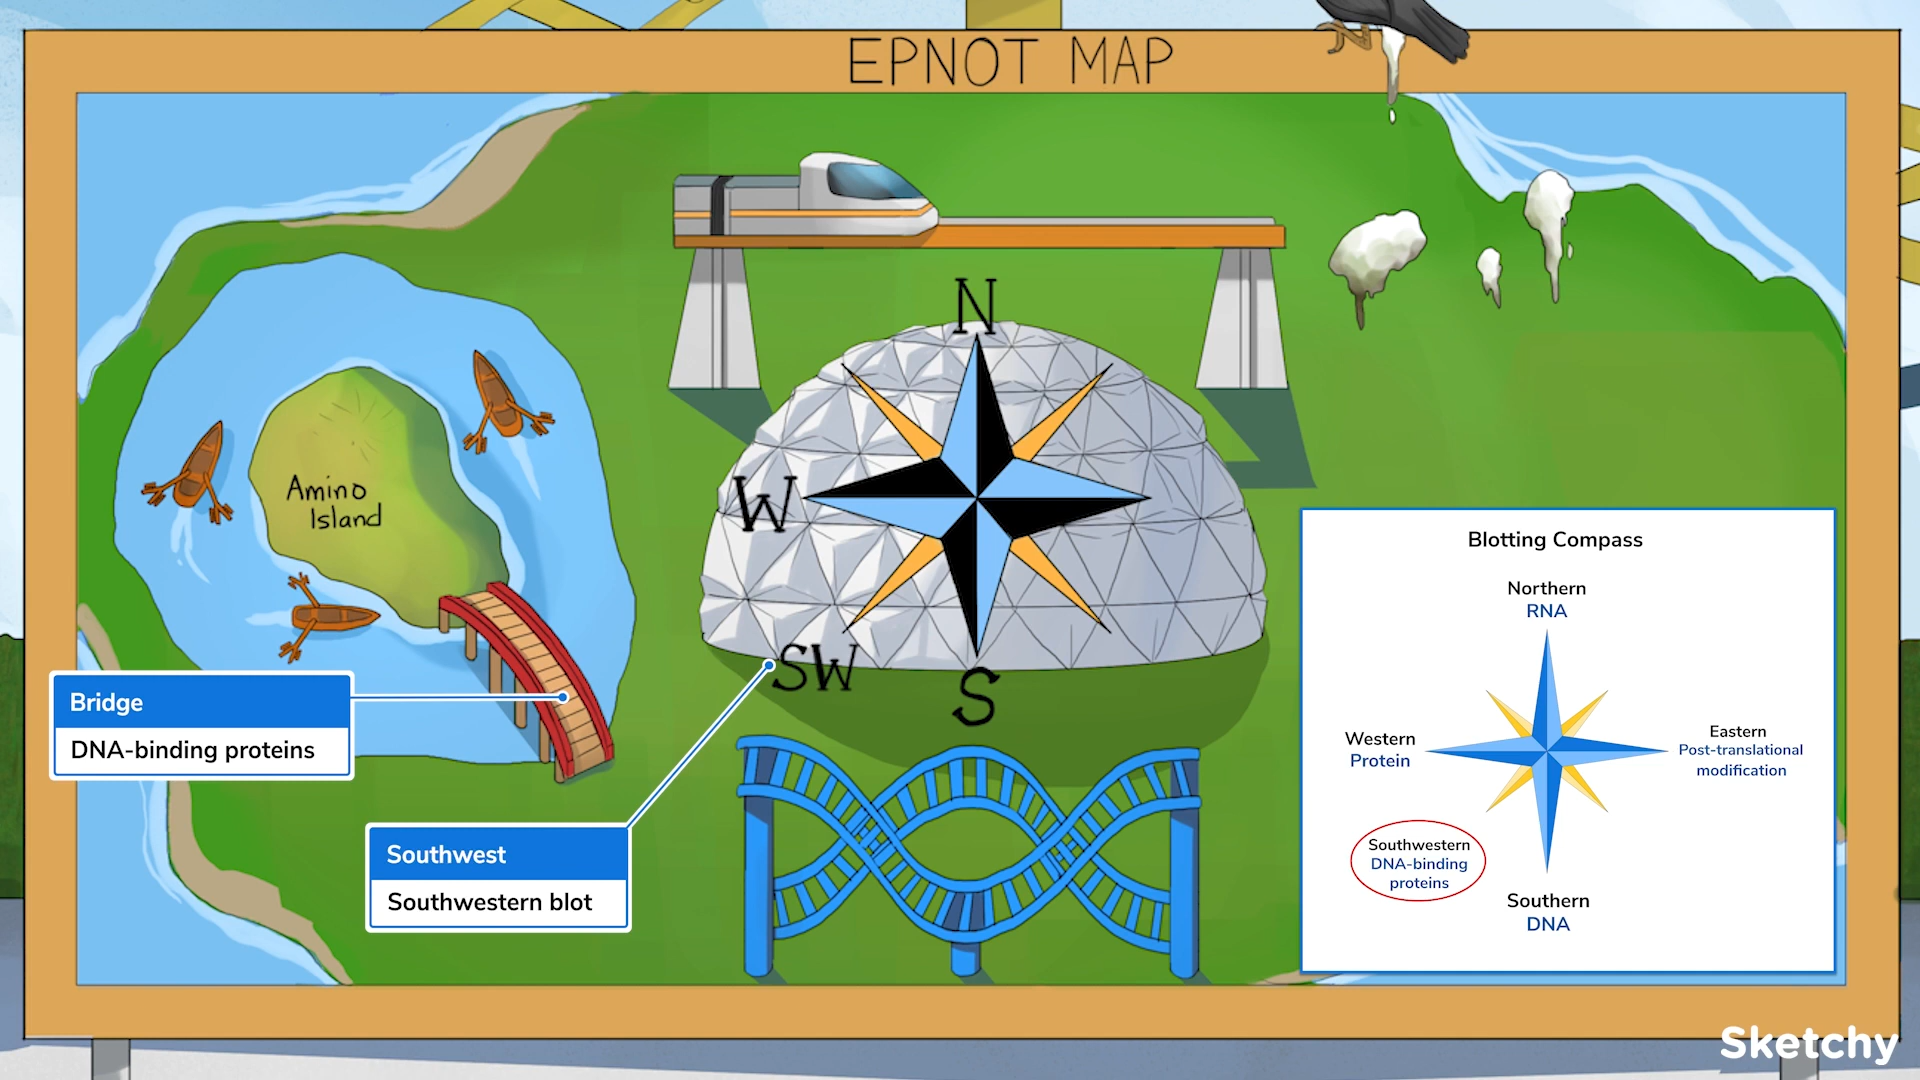 EPNOT MAP
N
W
SW
S
Amino
Island
Bridge
DNA-binding proteins
Southwest
Southwestern blot
Blotting Compass
Northern
RNA
Western
Protein
Eastern
Post-translational
modification
Southwestern
DNA-binding
proteins
Southern
DNA
Sketchy